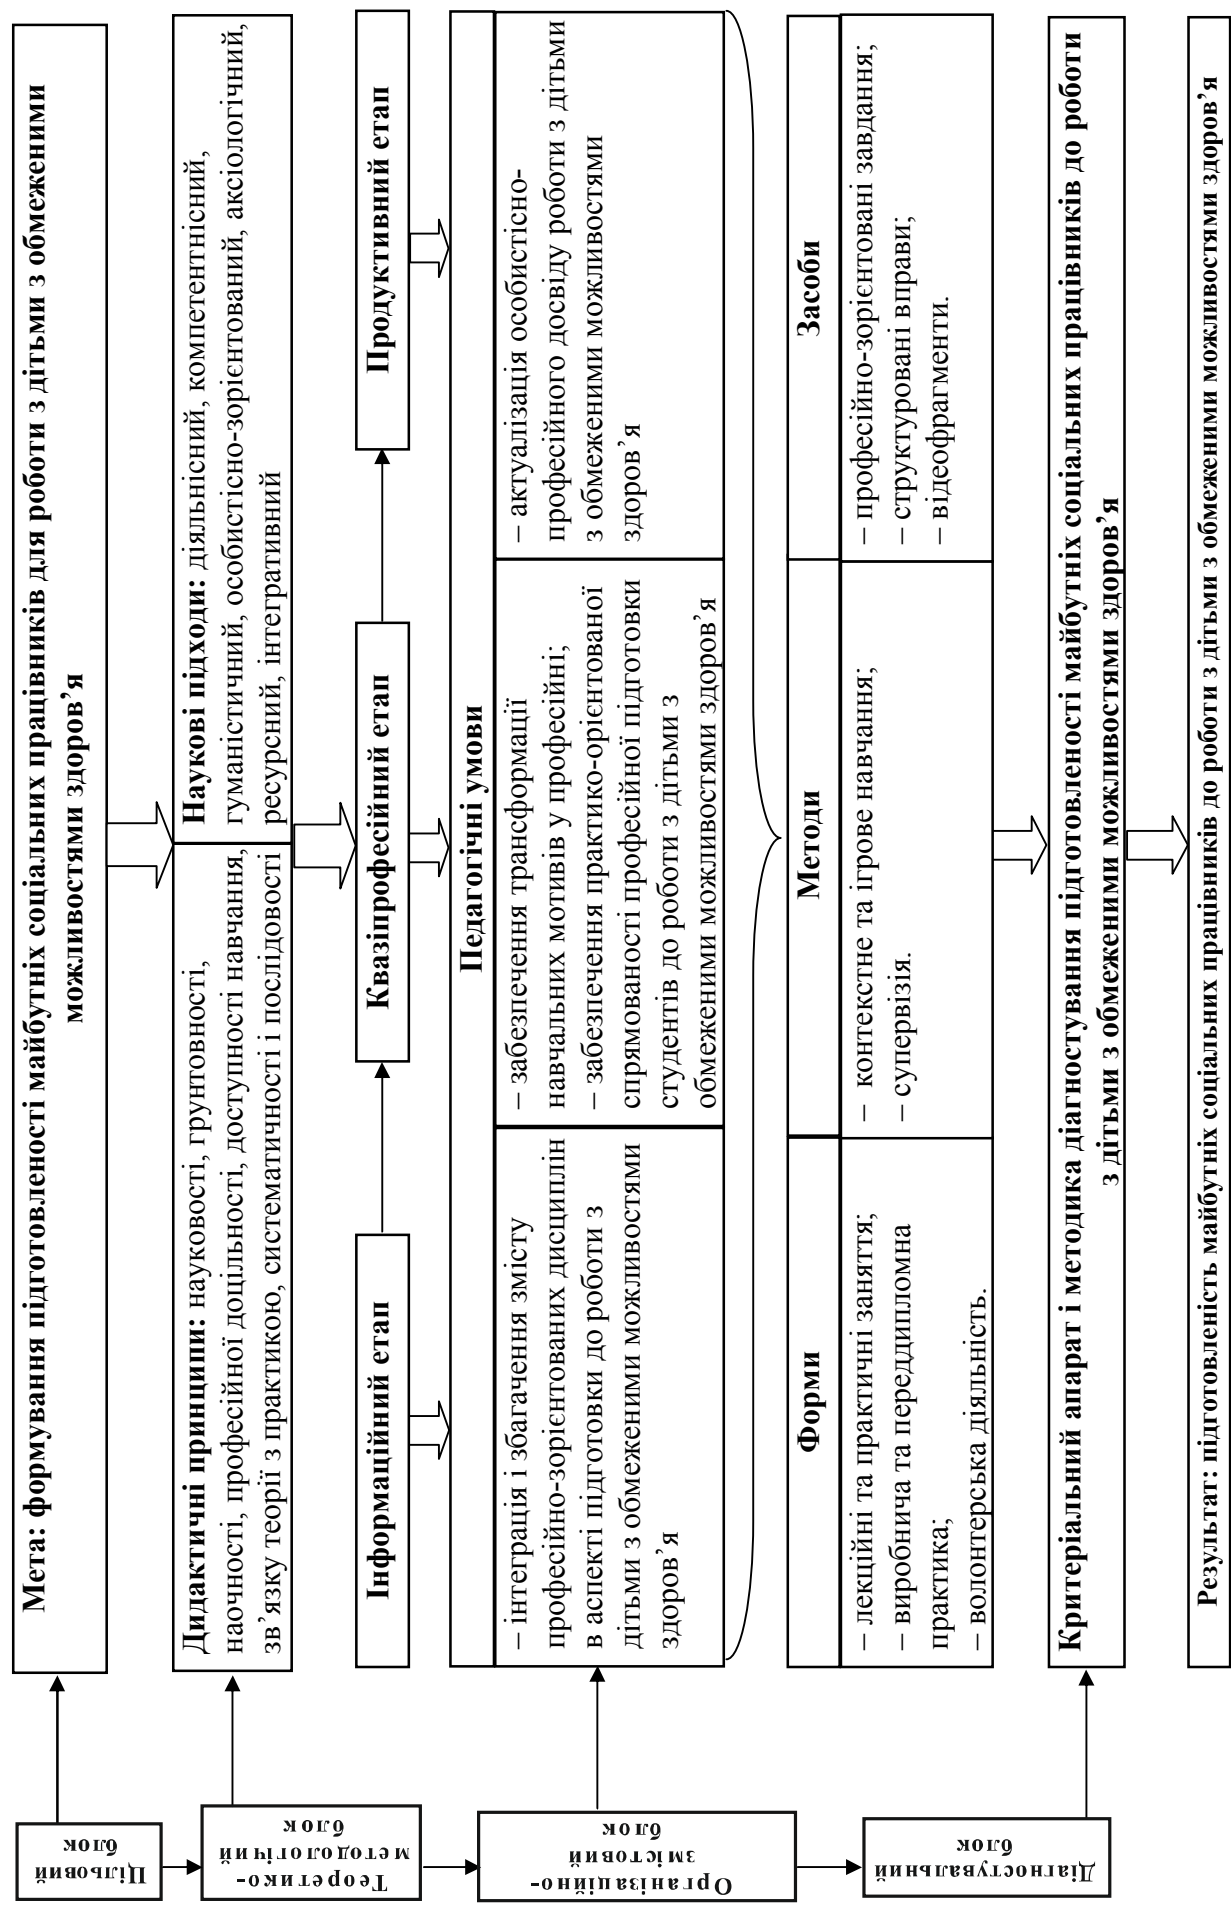 Цільовий
блок
Мета: формування підготовленості майбутніх соціальних працівників для роботи з дітьми з обмеженими
можливостями здоров’я
Теоретико-
методологічний
блок
Дидактичні принципи: науковості, грунтовності,
наочності, професійної доцільності, доступності навчання,
зв’язку теорії з практикою, систематичності і послідовості
Наукові підходи: діяльнісний, компетентнісний,
гуманістичний, особистісно-зорієнтований, аксіологічний,
ресурсний, інтегративний
Інформаційний етап
Квазіпрофесійний етап
Продуктивний етап
Організаційно-
змістовий
блок
Педагогічні умови
– інтеграція і збагачення змісту
професійно-зорієнтованих дисциплін
в аспекті підготовки до роботи з
дітьми з обмеженими можливостями
здоров’я
– забезпечення трансформації
навчальних мотивів у професійні;
– забезпечення практико-орієнтованої
спрямованості професійної підготовки
студентів до роботи з дітьми з
обмеженими можливостями здоров’я
– актуалізація особистісно-
професійного досвіду роботи з дітьми
з обмеженими можливостями
здоров’я
Форми
– лекційні та практичні заняття;
– виробнича та переддипломна
практика;
– волонтерська діяльність.
Методи
– контекстне та ігрове навчання;
– супервізія.
Засоби
– професійно-зорієнтовані завдання;
– структуровані вправи;
– відеофрагменти.
Діагностувальний
блок
Критеріальний апарат і методика діагностування підготовленості майбутніх соціальних працівників до роботи
з дітьми з обмеженими можливостями здоров’я
Результат: підготовленість майбутніх соціальних працівників до роботи з дітьми з обмеженими можливостями здоров’я